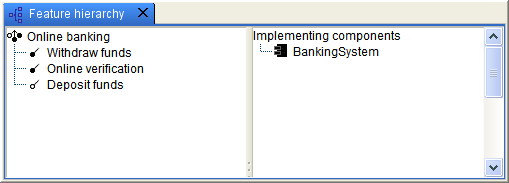 Feature hierarchy
Online banking
Withdraw funds
Online verification
Deposit funds
Implementing components
BankingSystem